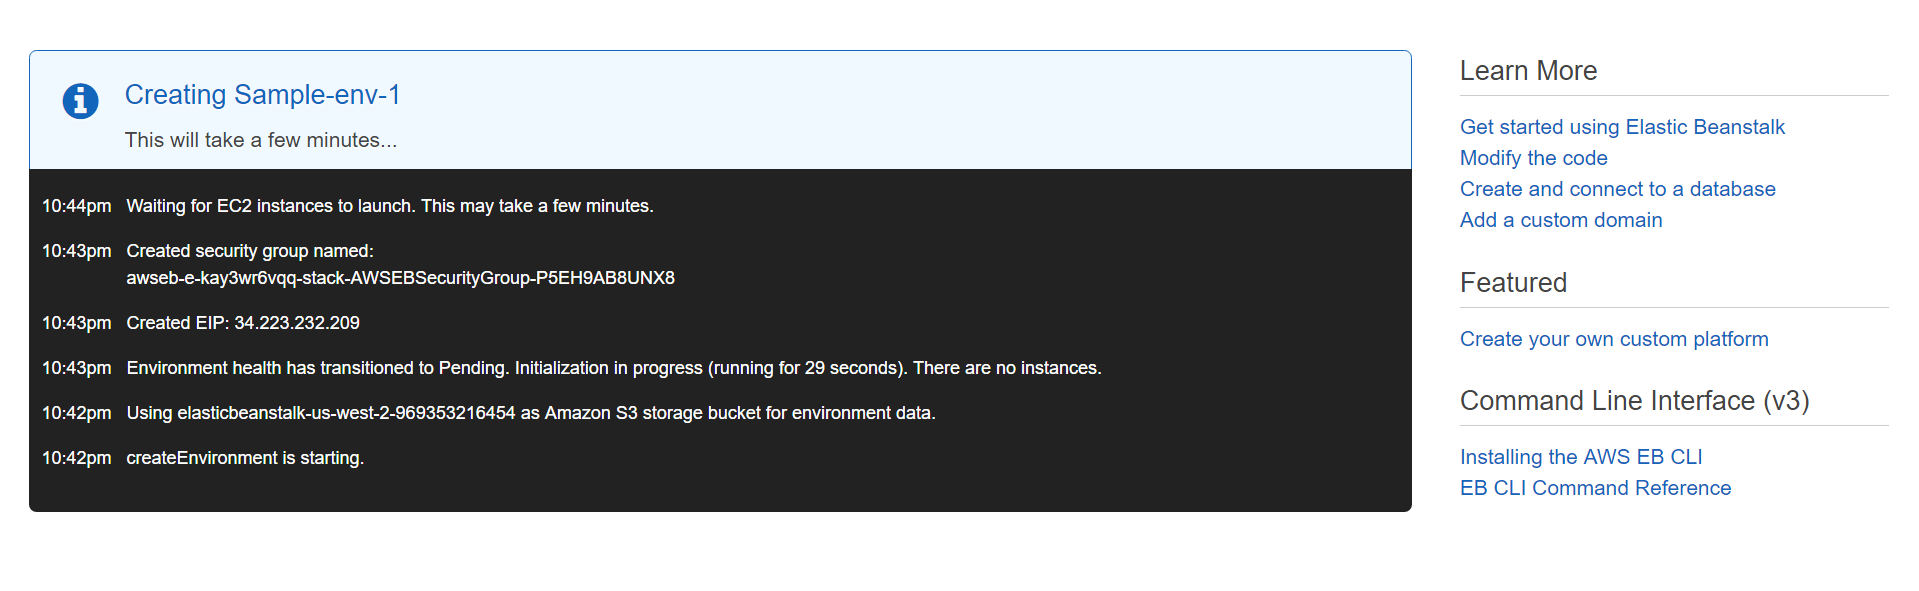 Creating Sample-env-1
This will take a few minutes...
10:44pm Waiting for EC2 instances to launch. This may take a few minutes.
10:43pm Created security group named:
awseb-e-kay3wr6vqq-stack-AWSEBSecurityGroup-P5EH9AB8UNX8
10:43pm Created EIP: 34.223.232.209
10:43pm Environment health has transitioned to Pending. Initialization in progress (running for 29 seconds). There are no instances.
10:42pm Using elasticbeanstalk-us-west-2-969353216454 as Amazon S3 storage bucket for environment data.
10:42pm createEnvironment is starting.
Learn More
Get started using Elastic Beanstalk
Modify the code
Create and connect to a database
Add a custom domain
Featured
Create your own custom platform
Command Line Interface (v3)
Installing the AWS EB CLI
EB CLI Command Reference